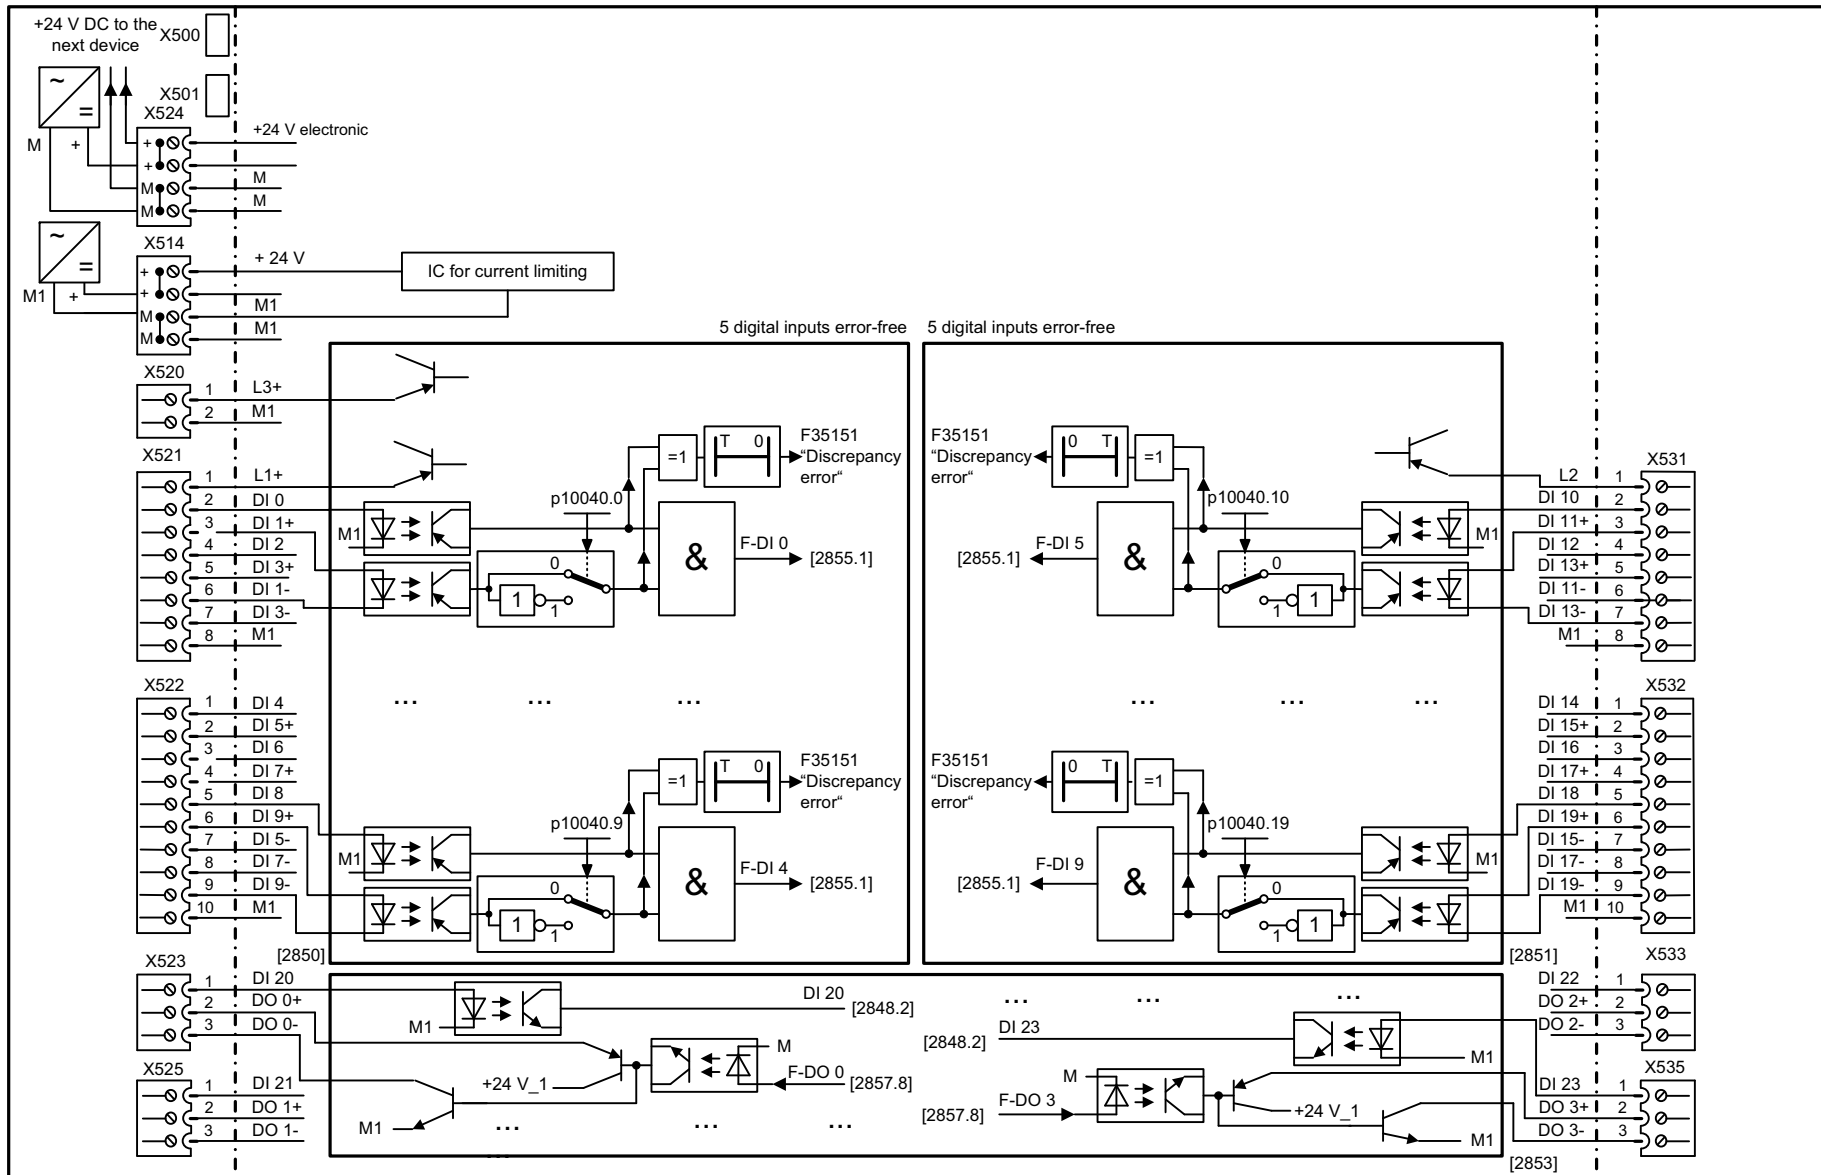 +24 V DC to the
next device
X500
X501
~
=
M
+
X524
+
+
M
M
+24 V electronic
M
M
~
=
M1
+
X514
+
+
M
M
+ 24 V
M1
M1
IC for current limiting
5 digital inputs error-free
5 digital inputs error-free
X520
1 L3+
2 M1
X521
1 L1+
2 DI 0
3 DI 1+
4 DI 2
5 DI 3+
6 DI 1-
7 DI 3-
8 M1
M1
p10040.0
0
1
1
=1
T 0
F35151
“Discrepancy
error“
&
F-DI 0
[2855.1]
F35151
“Discrepancy
error“
0 T
=1
p10040.10
0
1
1
&
F-DI 5
[2855.1]
M1
X531
L2 1
DI 10 2
DI 11+ 3
DI 12 4
DI 13+ 5
DI 11- 6
DI 13- 7
M1 8
X522
1 DI 4
2 DI 5+
3 DI 6
4 DI 7+
5 DI 8
6 DI 9+
7 DI 5-
8 DI 7-
9 DI 9-
10 M1
... ... ...
... ... ...
M1
p10040.9
0
1
1
=1
T 0
F35151
“Discrepancy
error“
&
F-DI 4
[2855.1]
F35151
“Discrepancy
error“
0 T
=1
p10040.19
0
1
1
&
F-DI 9
[2855.1]
M1
X532
DI 14 1
DI 15+ 2
DI 16 3
DI 17+ 4
DI 18 5
DI 19+ 6
DI 15- 7
DI 17- 8
DI 19- 9
M1 10
[2850]
[2851]
X523
1 DI 20
2 DO 0+
3 DO 0-
M1
DI 20
[2848.2]
+24 V_1
M
F-DO 0
[2857.8]
M1
... ... ...
...
X525
1 DI 21
2 DO 1+
3 DO 1-
... ... ...
DI 23
[2848.2]
M1
M
F-DO 3
[2857.8]
+24 V_1
M1
X533
DI 22 1
DO 2+ 2
DO 2- 3
X535
DI 23 1
DO 3+ 2
DO 3- 3
[2853]